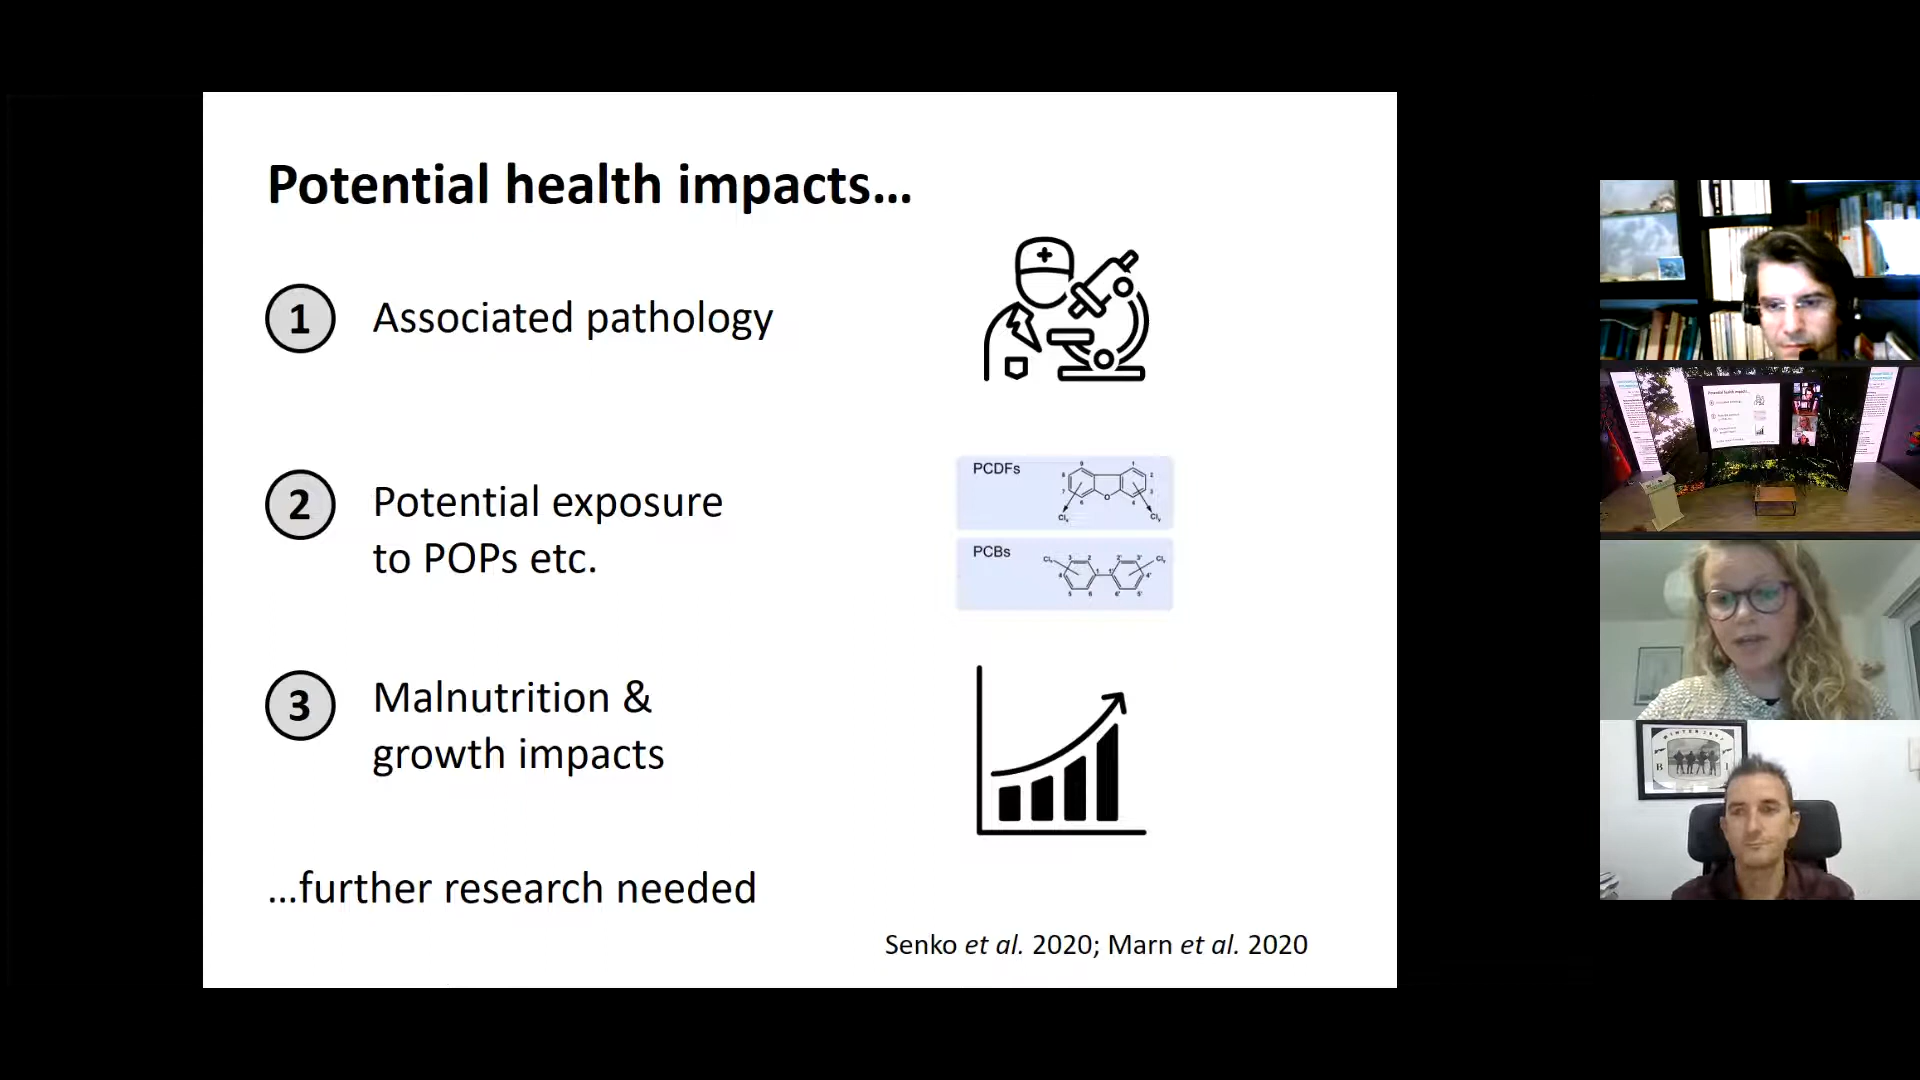 Potential health impacts...
1
Associated pathology
2
Potential exposure
to POPs etc.
PCDFs
PCBs
3
Malnutrition &
growth impacts
...further research needed
Senko et al. 2020; Marn et al. 2020